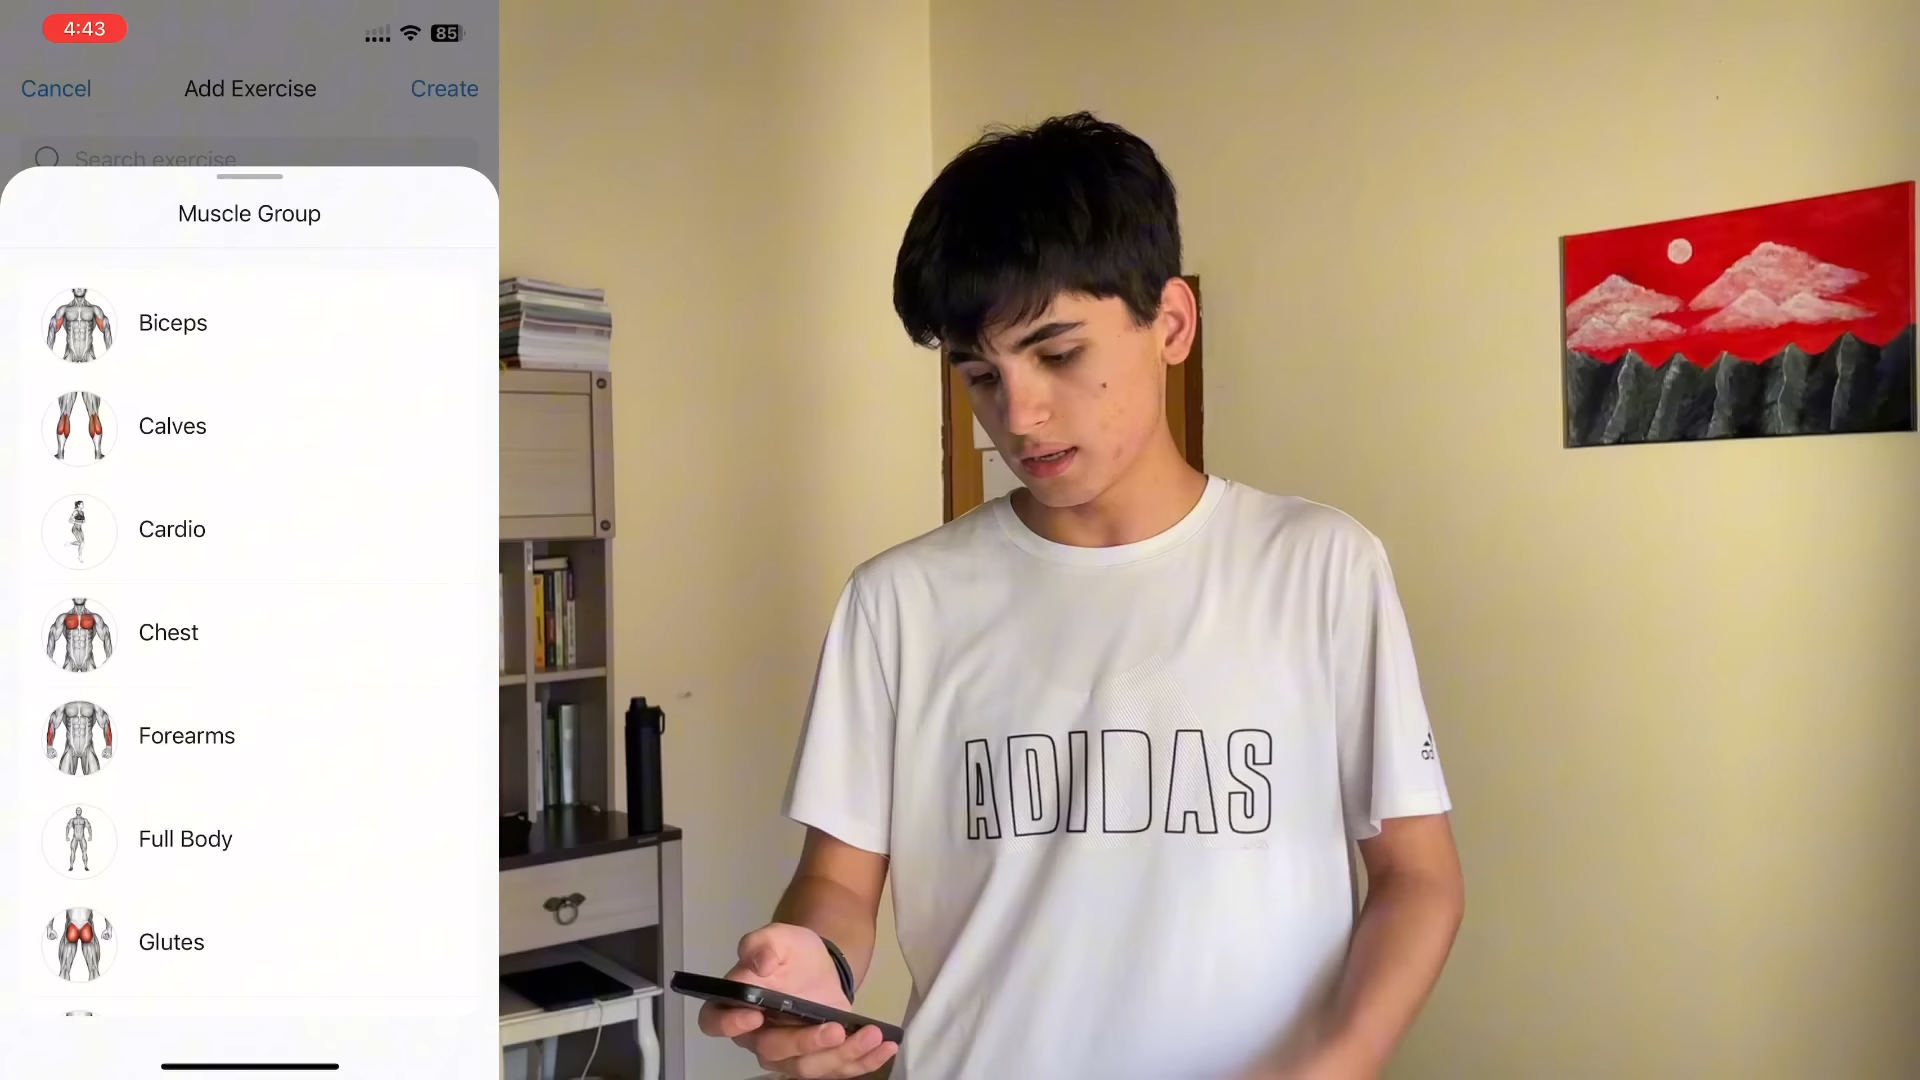 4:43
85
Cancel
Add Exercise
Create
Search exercise
Muscle Group
Biceps
Calves
Cardio
Chest
Forearms
Full Body
Glutes
ADIDAS